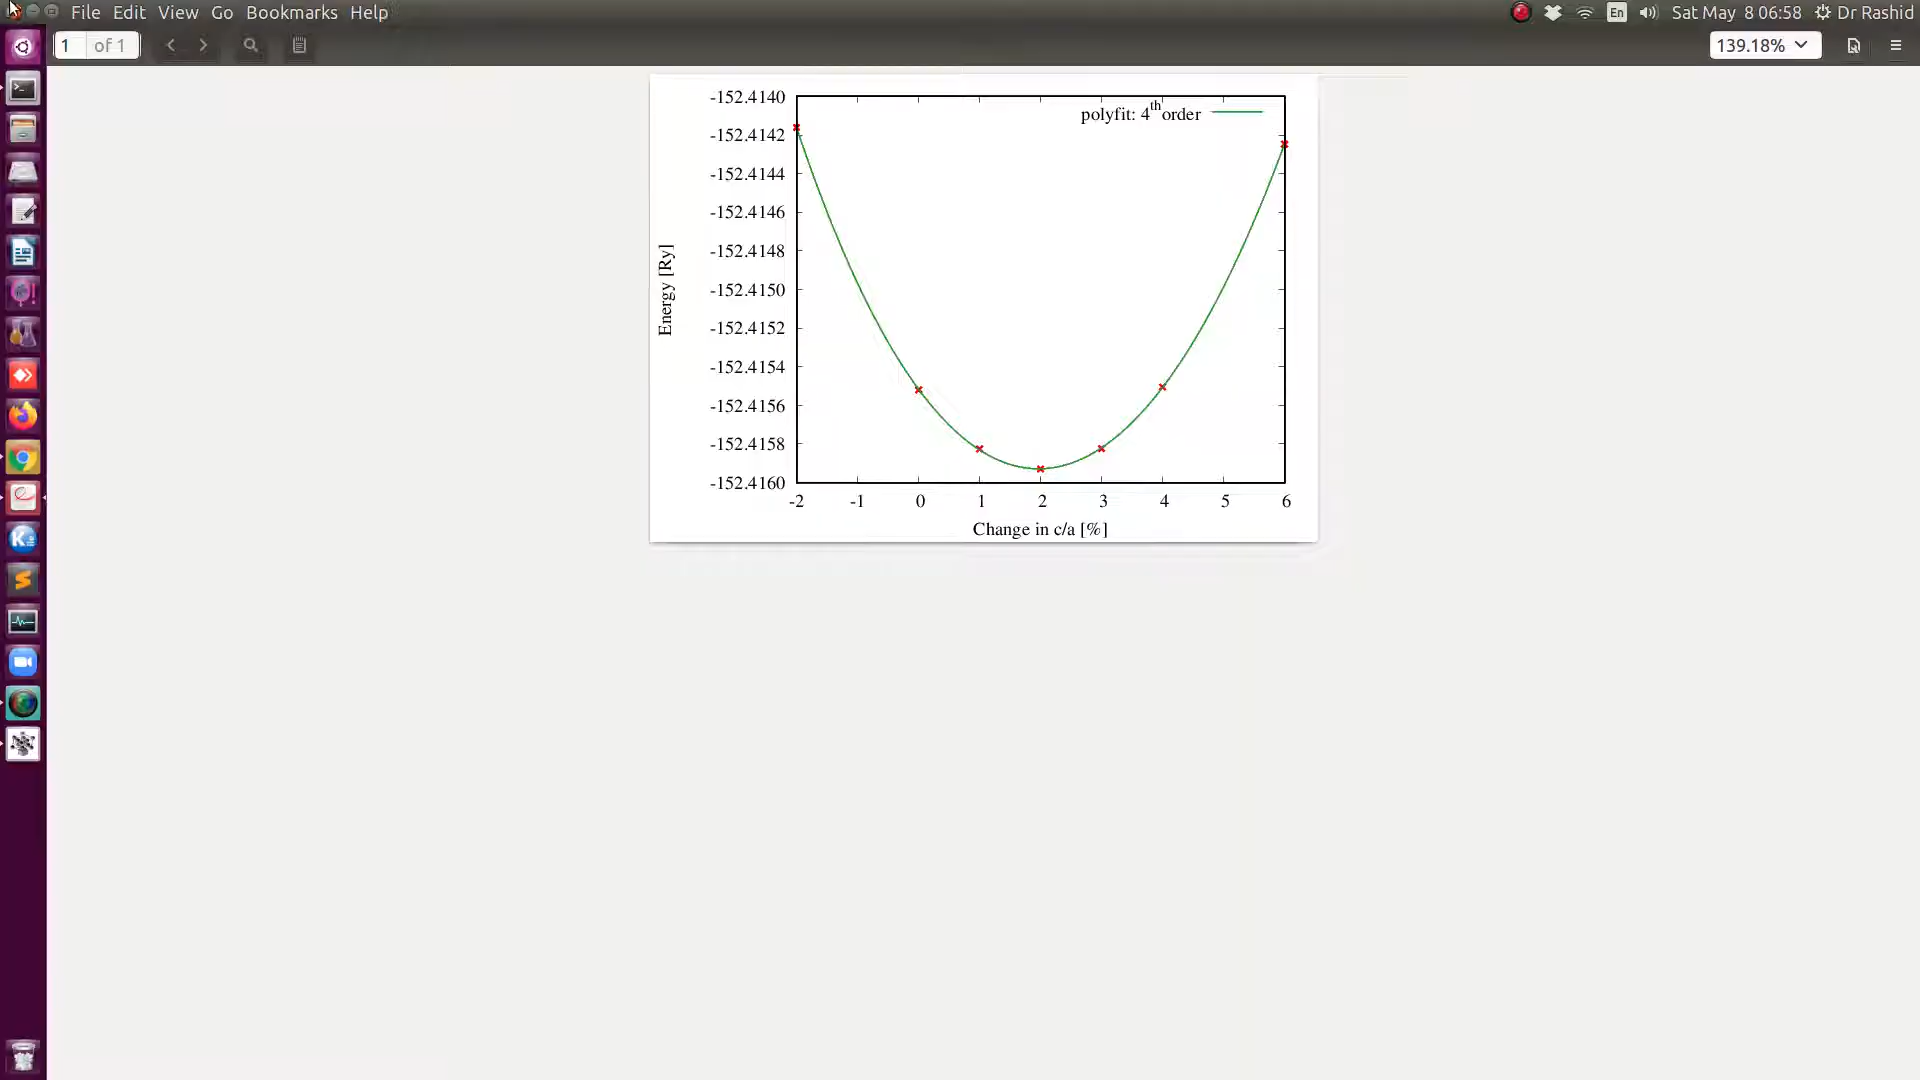 File Edit View Go Bookmarks Help
En Sat May 8 06:58 Dr Rashid
1 of 1 139.18%
polyfit: 4th order
-152.4140
-152.4142
-152.4144
-152.4146
-152.4148
-152.4150
-152.4152
-152.4154
-152.4156
-152.4158
-152.4160
Energy [Ry]
-2 -1 0 1 2 3 4 5 6
Change in c/a [%]